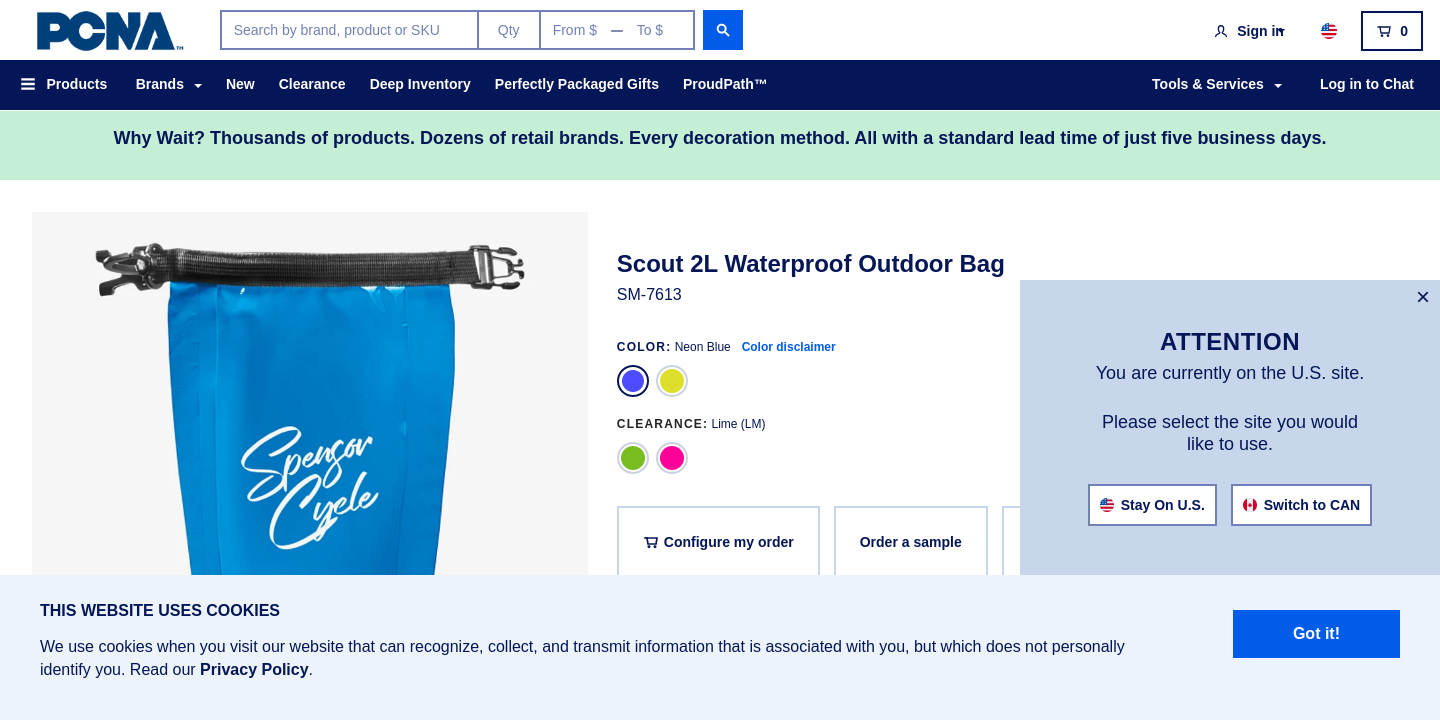 PCNA™
Search by brand, product or SKU
Qty
From $ — To $
Sign in
0
Products
Brands
New
Clearance
Deep Inventory
Perfectly Packaged Gifts
ProudPath™
Tools & Services
Log in to Chat
Why Wait? Thousands of products. Dozens of retail brands. Every decoration method. All with a standard lead time of just five business days.
Spensor
Cycle
Scout 2L Waterproof Outdoor Bag
SM-7613
COLOR: Neon Blue Color disclaimer
CLEARANCE: Lime (LM)
Configure my order
Order a sample
×
ATTENTION
You are currently on the U.S. site.
Please select the site you would
like to use.
Stay On U.S.
Switch to CAN
THIS WEBSITE USES COOKIES
We use cookies when you visit our website that can recognize, collect, and transmit information that is associated with you, but which does not personally
identify you. Read our Privacy Policy.
Got it!